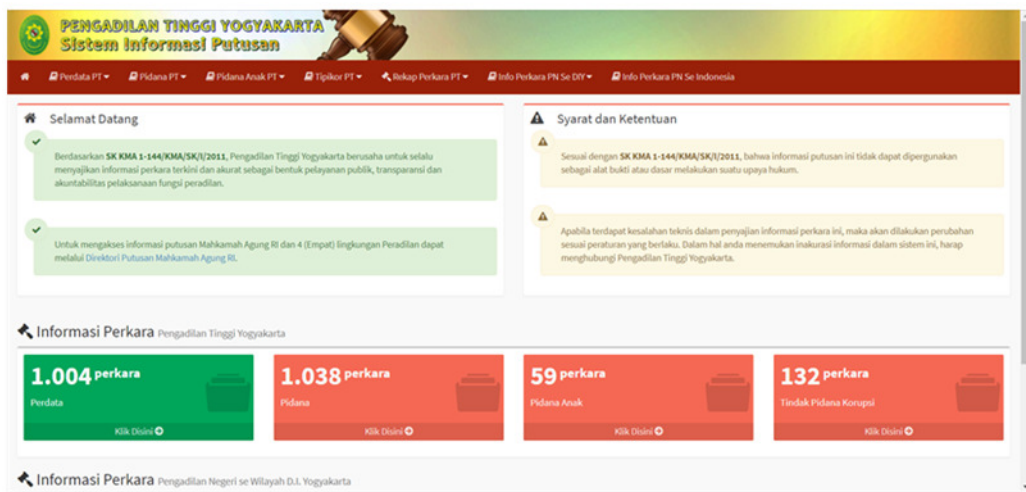 PENGADILAN TINGGI YOGYAKARTA
Sistem Informasi Putusan
Perdata PT Pidana PT Pidana Anak PT Tipikor PT Rekap Perkara PT Info Perkara PN Se DIY Info Perkara PN Se Indonesia
Selamat Datang
Berdasarkan SK KMA 1-144/KMA/SK/I/2011, Pengadilan Tinggi Yogyakarta berusaha untuk selalu
menyajikan informasi perkara terkini dan akurat sebagai bentuk pelayanan publik, transparansi dan
akuntabilitas pelaksanaan fungsi peradilan.
Untuk mengakses informasi putusan Mahkamah Agung RI dan 4 (Empat) lingkungan Peradilan dapat
melalui Direktori Putusan Mahkamah Agung RI.
Syarat dan Ketentuan
Sesuai dengan SK KMA 1-144/KMA/SK/I/2011, bahwa informasi putusan ini tidak dapat dipergunakan
sebagai alat bukti atau dasar melakukan suatu upaya hukum.
Apabila terdapat kesalahan teknis dalam penyajian informasi perkara ini, maka akan dilakukan perubahan
sesuai peraturan yang berlaku. Dalam hal anda menemukan inakurasi informasi dalam sistem ini, harap
menghubungi Pengadilan Tinggi Yogyakarta.
Informasi Perkara Pengadilan Tinggi Yogyakarta
1.004 perkara
Perdata
Klik Disini
1.038 perkara
Pidana
Klik Disini
59 perkara
Pidana Anak
Klik Disini
132 perkara
Tindak Pidana Korupsi
Klik Disini
Informasi Perkara Pengadilan Negeri se Wilayah D.I. Yogyakarta